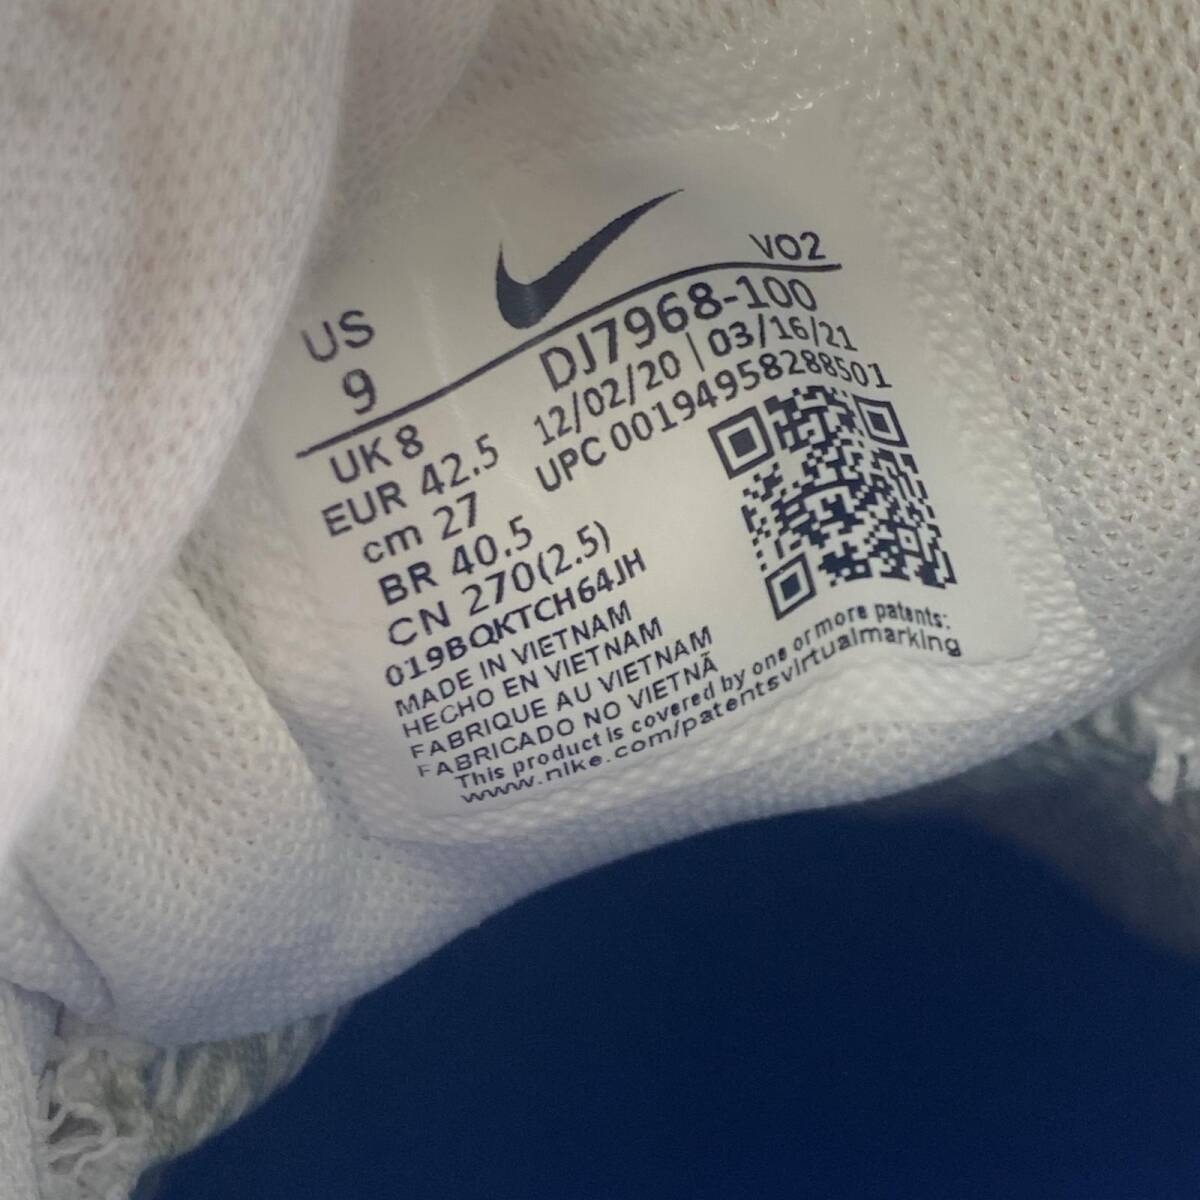 US
9
VO2
DJ7968-100
12/02/20 | 03/16/21
UPC 00194958288501
UK 8
EUR 42.5
cm 27
BR 40.5
CN 270(2.5)
019BQKTCH64JH
MADE IN VIETNAM
HECHO EN VIETNAM
FABRIQUE AU VIETNAM
FABRICADO NO VIETNÃ
This product is covered by one or more patents:
www.nike.com/patentsvirtualmarking